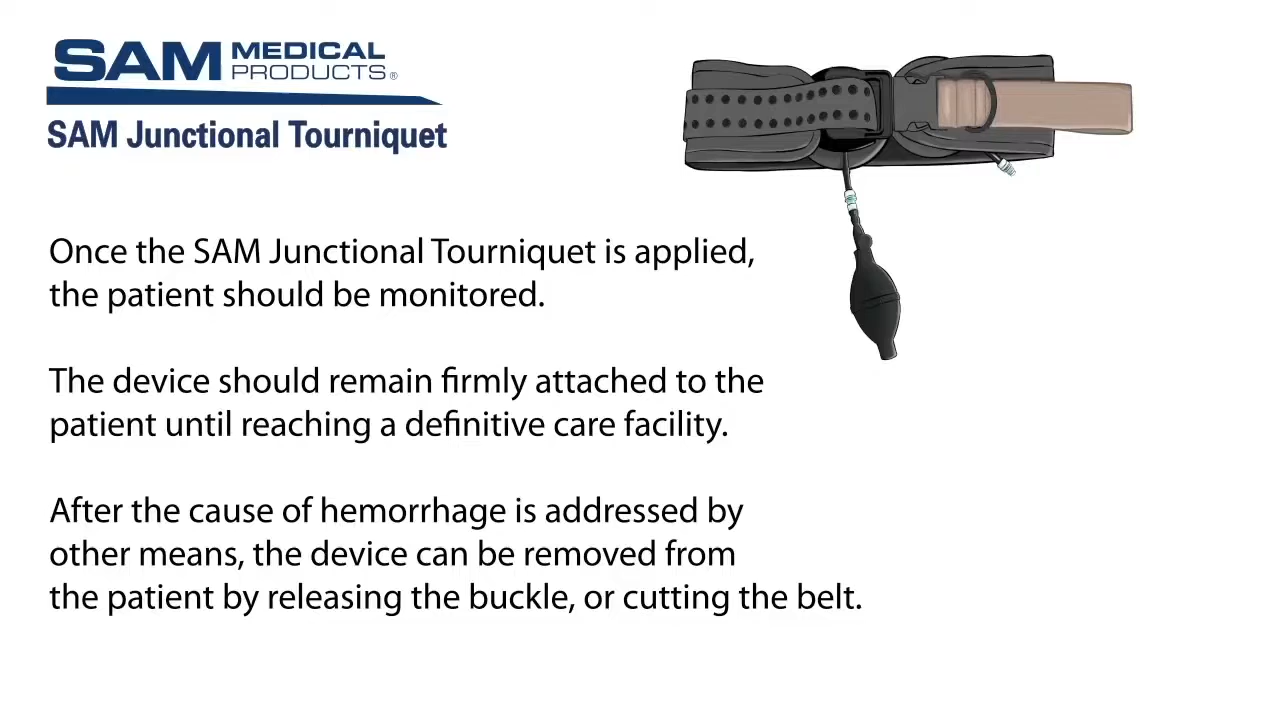 SAM MEDICAL
PRODUCTS®
SAM Junctional Tourniquet
Once the SAM Junctional Tourniquet is applied,
the patient should be monitored.
The device should remain firmly attached to the
patient until reaching a definitive care facility.
After the cause of hemorrhage is addressed by
other means, the device can be removed from
the patient by releasing the buckle, or cutting the belt.